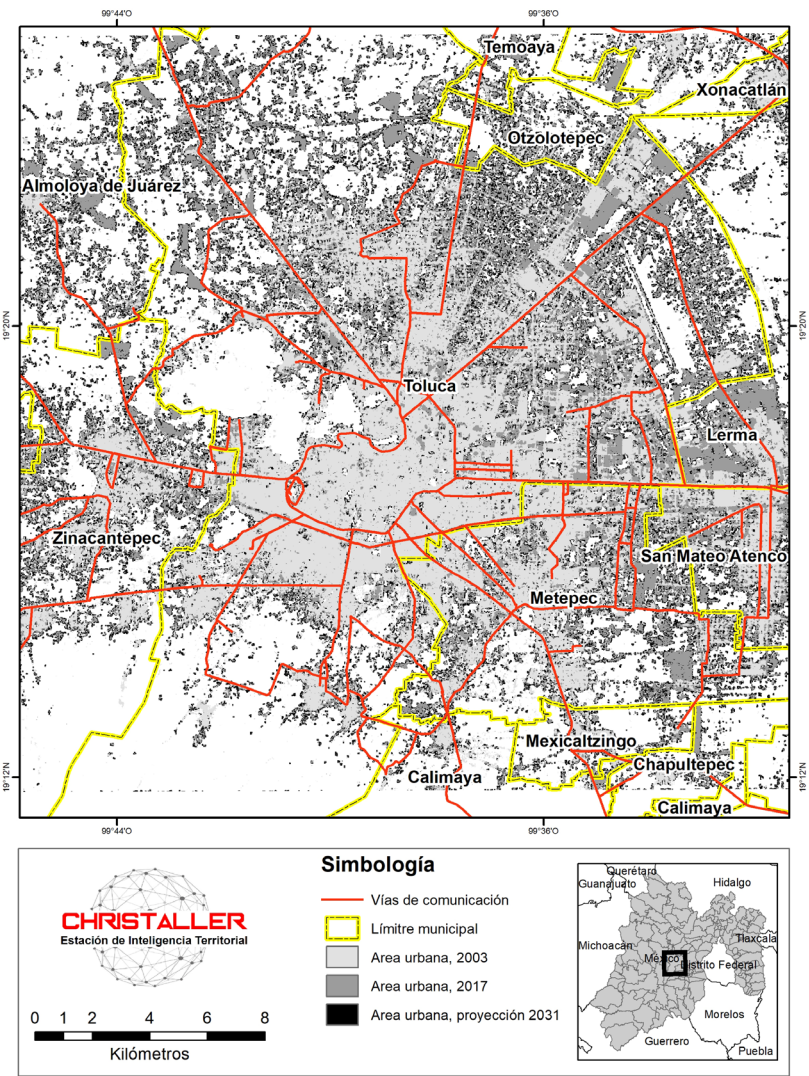 99°44'O 99°36'O
Temoaya
Xonacatlán
Otzolotepec
Almoloya de Juárez
19°20'N 19°20'N
Toluca
Lerma
Zinacantepec
San Mateo Atenco
Metepec
Mexicaltzingo
Chapultepec
Calimaya
19°12'N 19°12'N
Calimaya
99°44'O 99°36'O
CHRISTALLER
Estación de Inteligencia Territorial
0 1 2 4 6 8
Kilómetros
Simbología
Vías de comunicación
Límitre municipal
Area urbana, 2003
Area urbana, 2017
Area urbana, proyección 2031
Querétaro
Guanajuato
Hidalgo
Michoacán
Tlaxcala
México
Distrito Federal
Morelos
Guerrero
Puebla